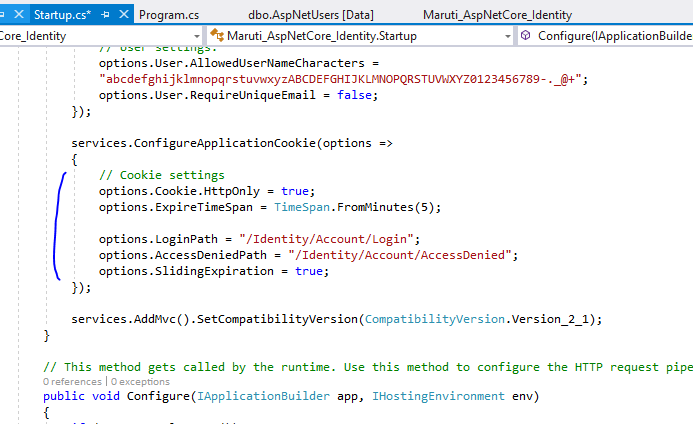 Startup.cs* Program.cs dbo.AspNetUsers [Data] Maruti_AspNetCore_Identity
Core_Identity Maruti_AspNetCore_Identity.Startup Configure(IApplicationBuilder
// User settings.
options.User.AllowedUserNameCharacters =
"abcdefghijklmnopqrstuvwxyzABCDEFGHIJKLMNOPQRSTUVWXYZ0123456789-._@+";
options.User.RequireUniqueEmail = false;
});
services.ConfigureApplicationCookie(options =>
{
// Cookie settings
options.Cookie.HttpOnly = true;
options.ExpireTimeSpan = TimeSpan.FromMinutes(5);
options.LoginPath = "/Identity/Account/Login";
options.AccessDeniedPath = "/Identity/Account/AccessDenied";
options.SlidingExpiration = true;
});
services.AddMvc().SetCompatibilityVersion(CompatibilityVersion.Version_2_1);
}
// This method gets called by the runtime. Use this method to configure the HTTP request pipe
0 references | 0 exceptions
public void Configure(IApplicationBuilder app, IHostingEnvironment env)
{